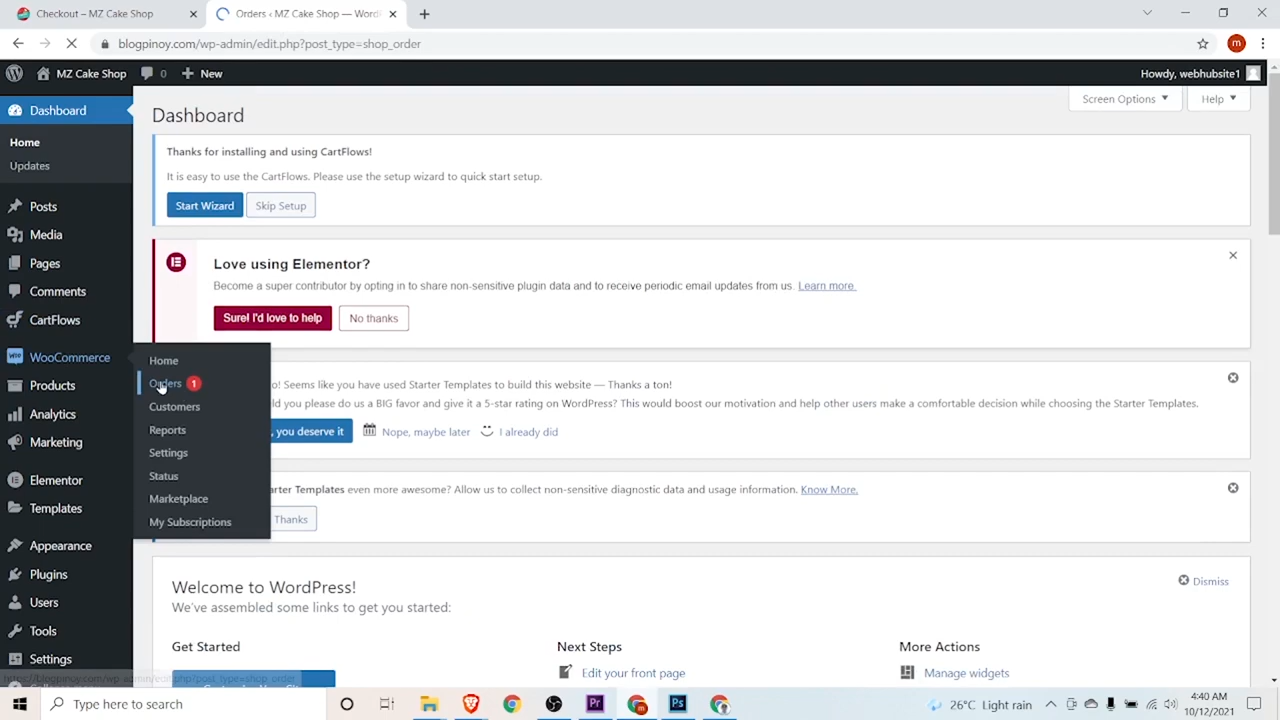 Checkout – MZ Cake Shop
Orders ‹ MZ Cake Shop — Word
blogpinoy.com/wp-admin/edit.php?post_type=shop_order
m
MZ Cake Shop
0
New
Howdy, webhubsite1
Dashboard
Home
Updates
Posts
Media
Pages
Comments
CartFlows
WooCommerce
Products
Analytics
Marketing
Elementor
Templates
Appearance
Plugins
Users
Tools
Settings
Home
Orders 1
Customers
Reports
Settings
Status
Marketplace
My Subscriptions
Dashboard
Screen Options
Help
Thanks for installing and using CartFlows!
It is easy to use the CartFlows. Please use the setup wizard to quick start setup.
Start Wizard
Skip Setup
Love using Elementor?
Become a super contributor by opting in to share non-sensitive plugin data and to receive periodic email updates from us. Learn more.
Sure! I'd love to help
No thanks
o! Seems like you have used Starter Templates to build this website — Thanks a ton!
ld you please do us a BIG favor and give it a 5-star rating on WordPress? This would boost our motivation and help other users make a comfortable decision while choosing the Starter Templates.
, you deserve it
Nope, maybe later
I already did
arter Templates even more awesome? Allow us to collect non-sensitive diagnostic data and usage information. Know More.
Thanks
Welcome to WordPress!
We've assembled some links to get you started:
Dismiss
Get Started
Next Steps
More Actions
Edit your front page
Manage widgets
https://blogpinoy.com/wp-admin/edit.php?post_type=shop_order
Type here to search
26°C Light rain
4:40 AM
10/12/2021